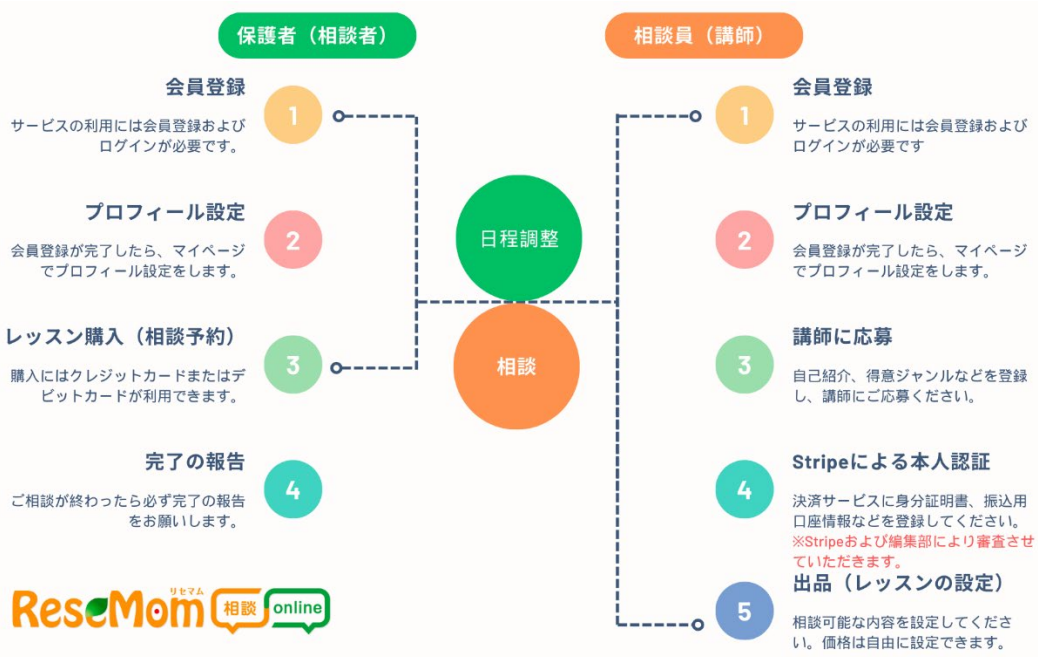 保護者（相談者）
会員登録
1
サービスの利用には会員登録および
ログインが必要です。
プロフィール設定
2
会員登録が完了したら、マイページ
でプロフィール設定をします。
レッスン購入（相談予約）
3
購入にはクレジットカードまたはデ
ビットカードが利用できます。
完了の報告
4
ご相談が終わったら必ず完了の報告
をお願いします。
日程調整
相談
相談員（講師）
会員登録
1
サービスの利用には会員登録および
ログインが必要です
プロフィール設定
2
会員登録が完了したら、マイページ
でプロフィール設定をします。
講師に応募
3
自己紹介、得意ジャンルなどを登録
し、講師にご応募ください。
Stripeによる本人認証
4
決済サービスに身分証明書、振込用
口座情報などを登録してください。
※Stripeおよび編集部により審査させ
ていただきます。
出品（レッスンの設定）
5
相談可能な内容を設定してくださ
い。価格は自由に設定できます。
リセマム
ReseMom 相談 online